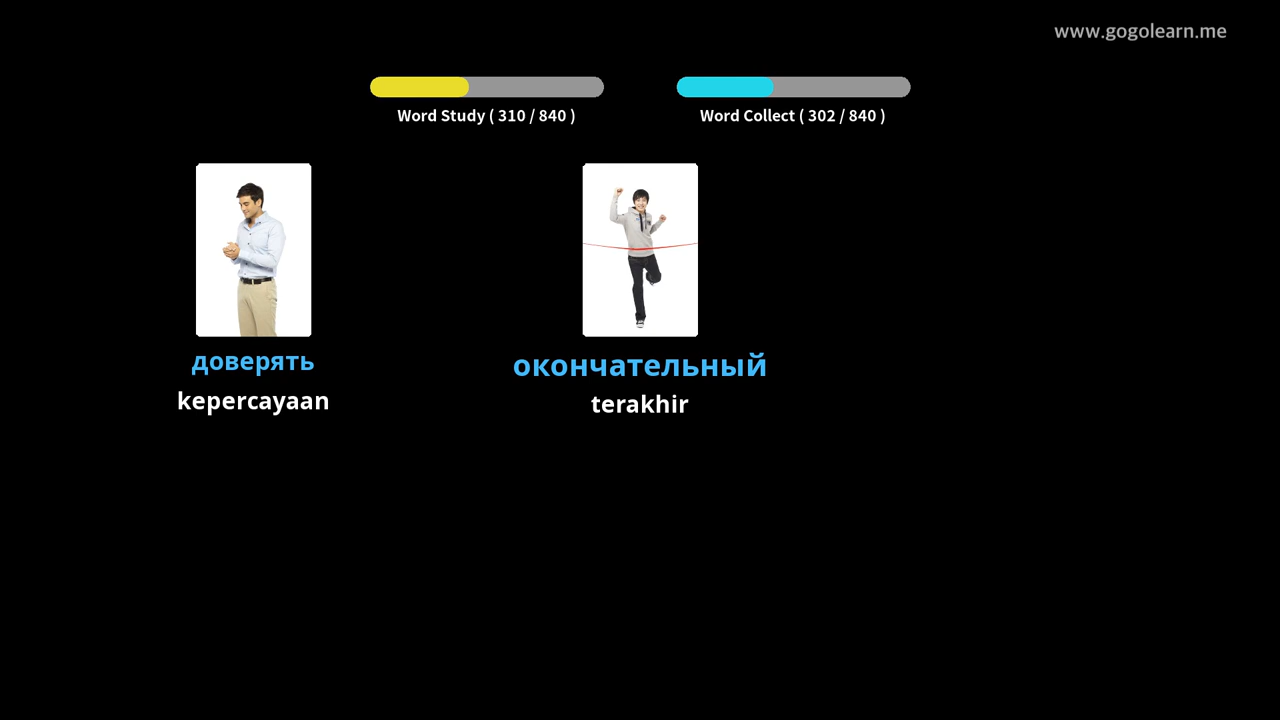 www.gogolearn.me
Word Study ( 310 / 840 )
Word Collect ( 302 / 840 )
доверять
kepercayaan
окончательный
terakhir